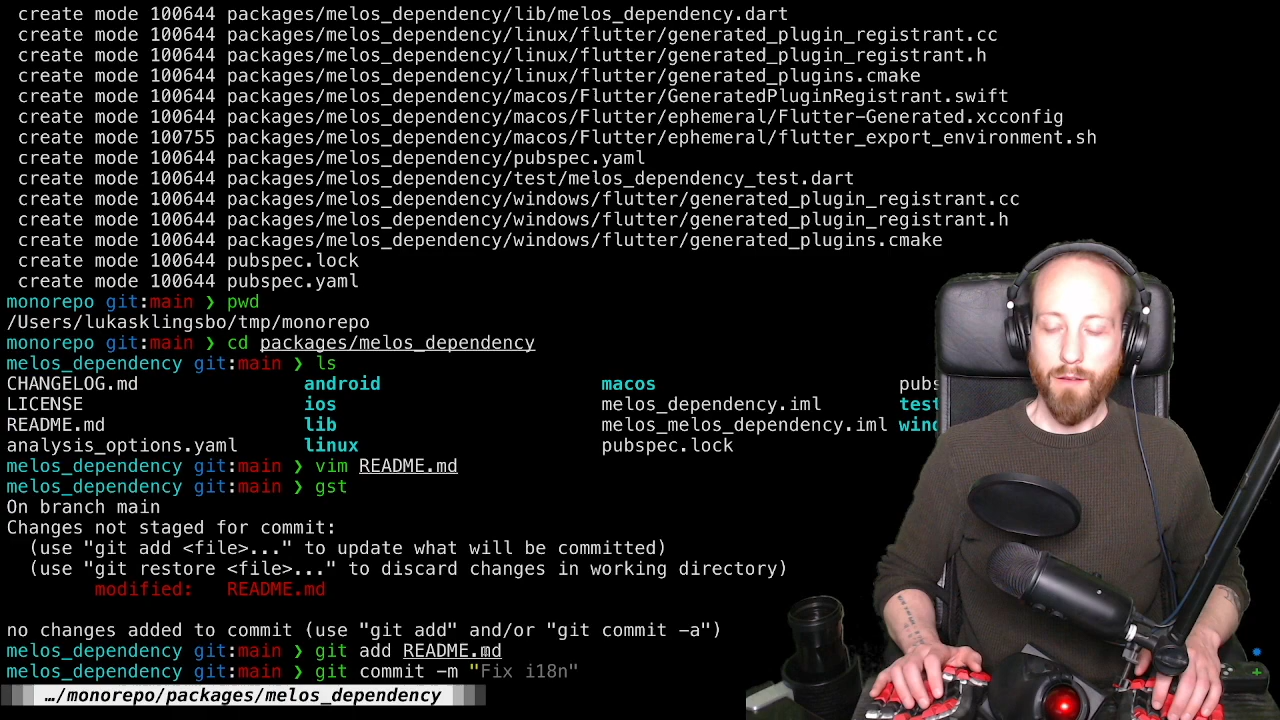 create mode 100644 packages/melos_dependency/lib/melos_dependency.dart
create mode 100644 packages/melos_dependency/linux/flutter/generated_plugin_registrant.cc
create mode 100644 packages/melos_dependency/linux/flutter/generated_plugin_registrant.h
create mode 100644 packages/melos_dependency/linux/flutter/generated_plugins.cmake
create mode 100644 packages/melos_dependency/macos/Flutter/GeneratedPluginRegistrant.swift
create mode 100644 packages/melos_dependency/macos/Flutter/ephemeral/Flutter-Generated.xcconfig
create mode 100755 packages/melos_dependency/macos/Flutter/ephemeral/flutter_export_environment.sh
create mode 100644 packages/melos_dependency/pubspec.yaml
create mode 100644 packages/melos_dependency/test/melos_dependency_test.dart
create mode 100644 packages/melos_dependency/windows/flutter/generated_plugin_registrant.cc
create mode 100644 packages/melos_dependency/windows/flutter/generated_plugin_registrant.h
create mode 100644 packages/melos_dependency/windows/flutter/generated_plugins.cmake
create mode 100644 pubspec.lock
create mode 100644 pubspec.yaml
monorepo git:main ❯ pwd
/Users/lukasklingsbo/tmp/monorepo
monorepo git:main ❯ cd packages/melos_dependency
melos_dependency git:main ❯ ls
CHANGELOG.md android macos pubs
LICENSE ios melos_dependency.iml test
README.md lib melos_melos_dependency.iml wind
analysis_options.yaml linux pubspec.lock
melos_dependency git:main ❯ vim README.md
melos_dependency git:main ❯ gst
On branch main
Changes not staged for commit:
(use "git add <file>..." to update what will be committed)
(use "git restore <file>..." to discard changes in working directory)
modified: README.md
no changes added to commit (use "git add" and/or "git commit -a")
melos_dependency git:main ❯ git add README.md
melos_dependency git:main ❯ git commit -m "Fix i18n"
…/monorepo/packages/melos_dependency